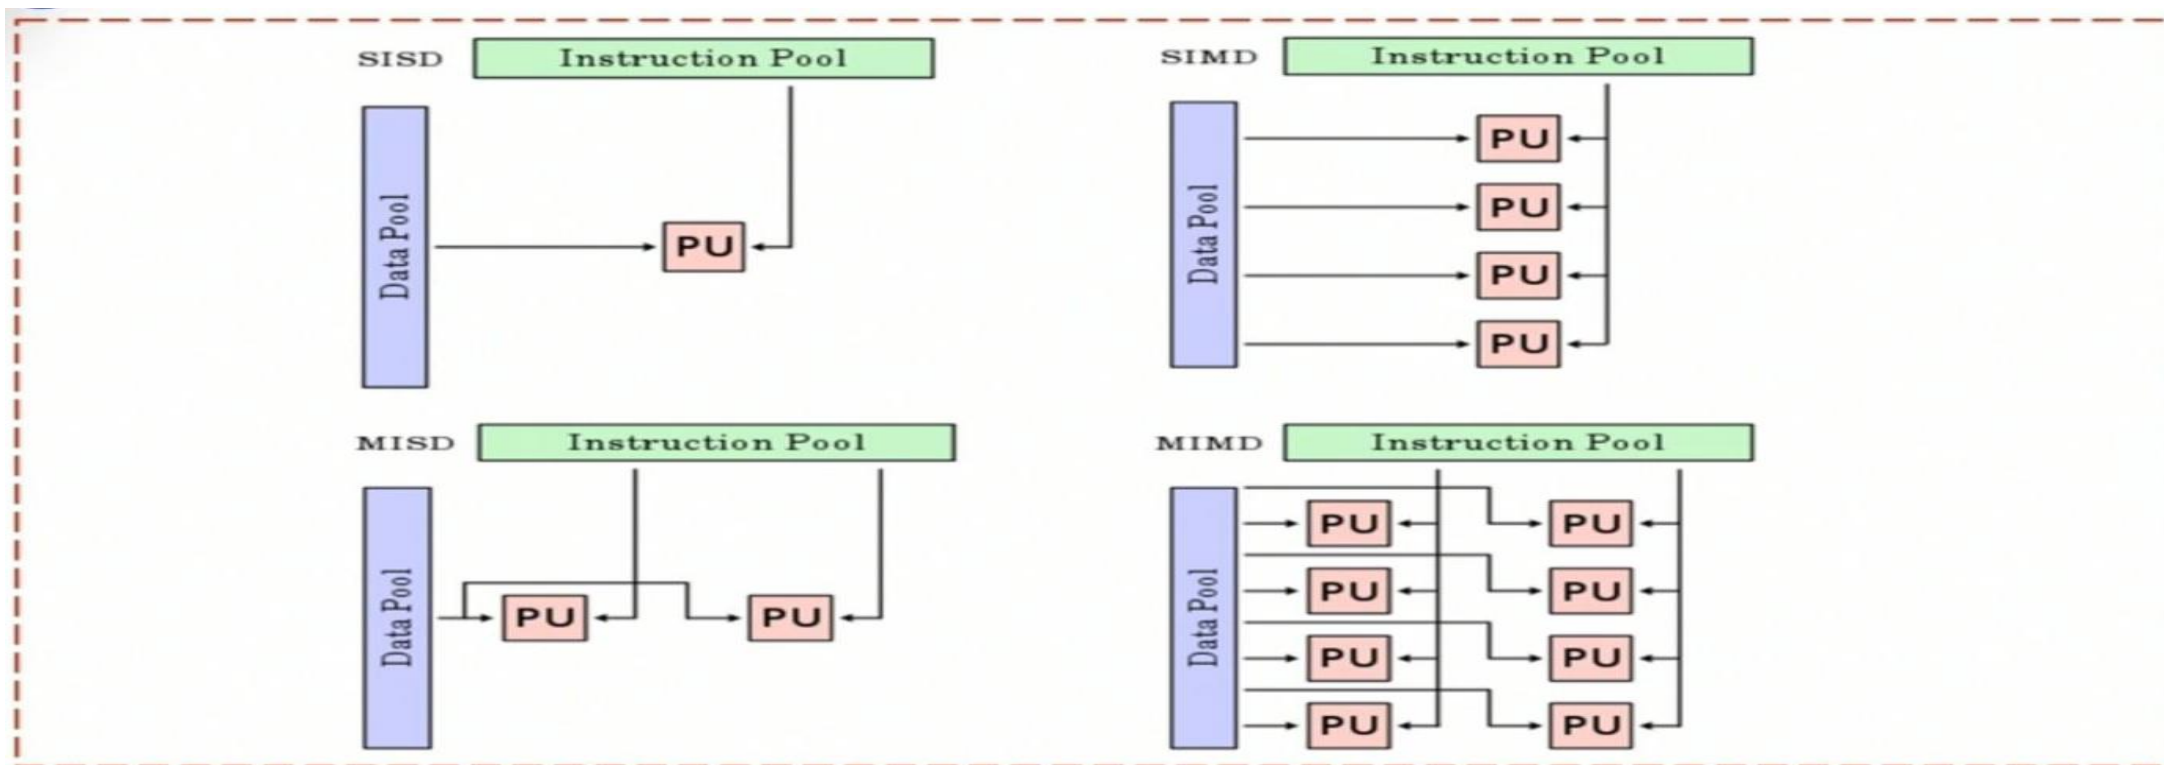 SISD Instruction Pool
Data Pool
PU
SIMD Instruction Pool
Data Pool
PU
PU
PU
PU
MISD Instruction Pool
Data Pool
PU PU
MIMD Instruction Pool
Data Pool
PU PU
PU PU
PU PU
PU PU